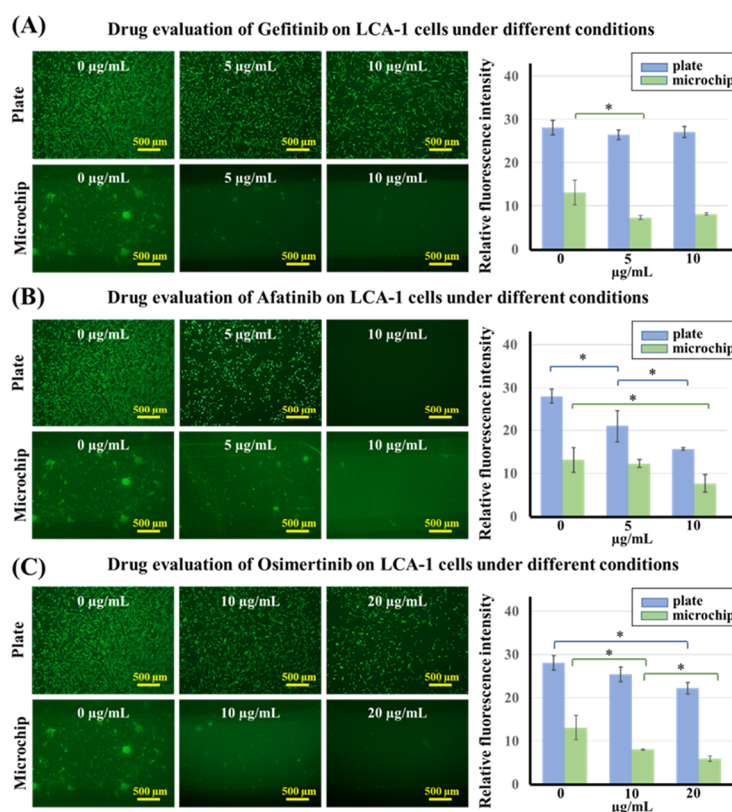 (A) Drug evaluation of Gefitinib on LCA-1 cells under different conditions
Plate
0 µg/mL
500 µm
5 µg/mL
500 µm
10 µg/mL
500 µm
Microchip
0 µg/mL
500 µm
5 µg/mL
500 µm
10 µg/mL
500 µm
Relative fluorescence intensity
plate
microchip
40
30
20
10
0
*
0 5 10
µg/mL
(B) Drug evaluation of Afatinib on LCA-1 cells under different conditions
Plate
0 µg/mL
500 µm
5 µg/mL
500 µm
10 µg/mL
500 µm
Microchip
0 µg/mL
500 µm
5 µg/mL
500 µm
10 µg/mL
500 µm
Relative fluorescence intensity
plate
microchip
40
30
20
10
0
*
*
*
0 5 10
µg/mL
(C) Drug evaluation of Osimertinib on LCA-1 cells under different conditions
Plate
0 µg/mL
500 µm
10 µg/mL
500 µm
20 µg/mL
500 µm
Microchip
0 µg/mL
500 µm
10 µg/mL
500 µm
20 µg/mL
500 µm
Relative fluorescence intensity
plate
microchip
40
30
20
10
0
*
*
*
0 10 20
µg/mL